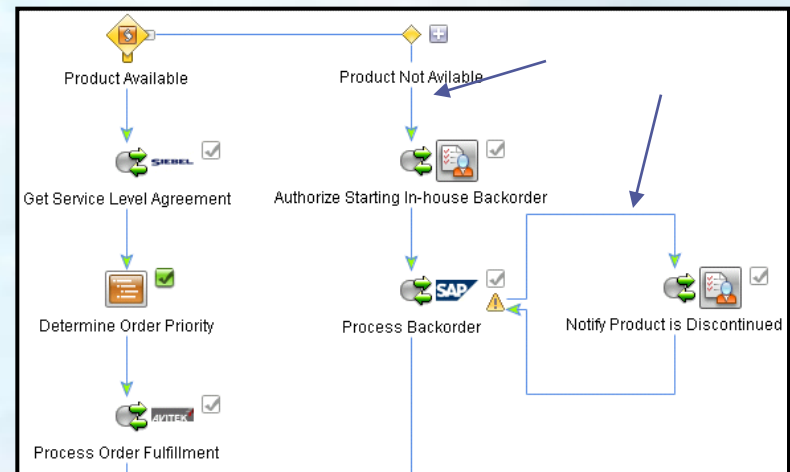 Product Available
Product Not Avilable
SIEBEL
Get Service Level Agreement
Authorize Starting In-house Backorder
SAP
Determine Order Priority
Process Backorder
Notify Product is Discontinued
AVITEK
Process Order Fulfillment